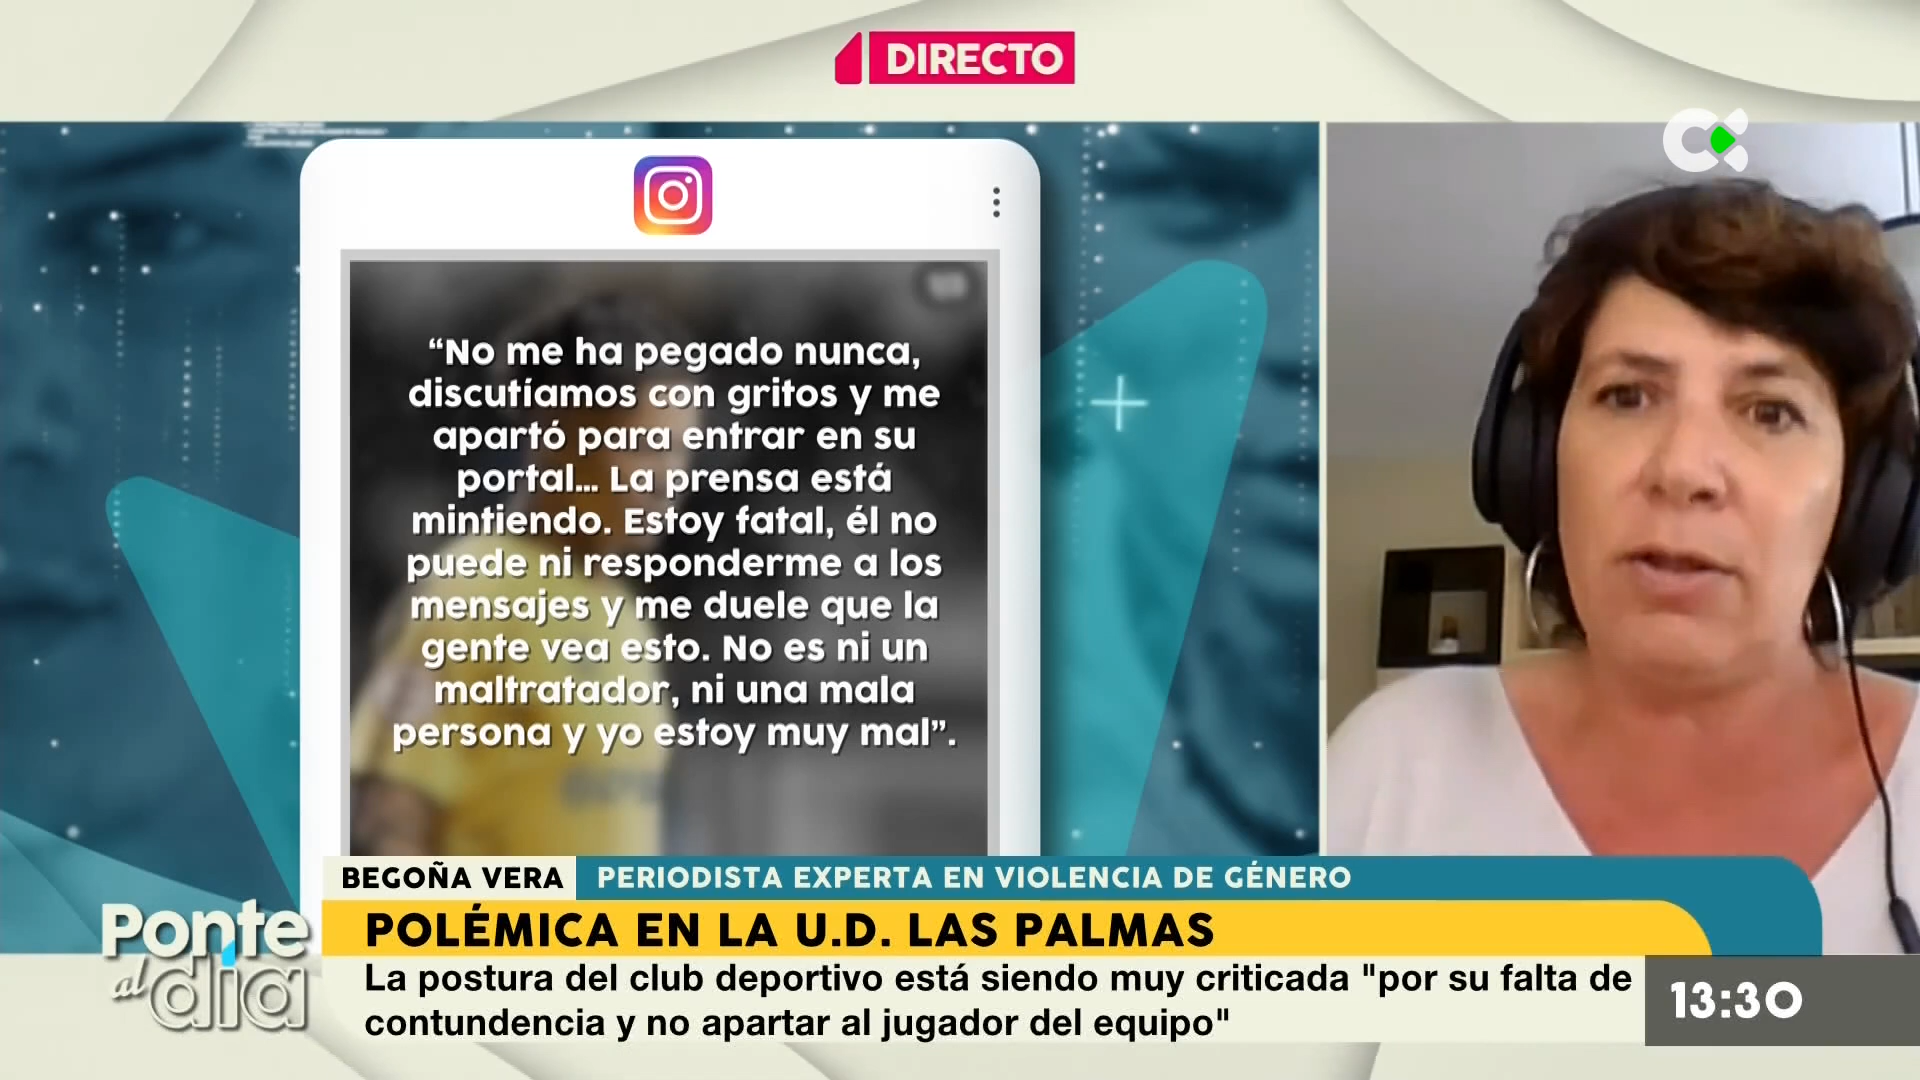 DIRECTO
“No me ha pegado nunca,
discutíamos con gritos y me
apartó para entrar en su
portal... La prensa está
mintiendo. Estoy fatal, él no
puede ni responderme a los
mensajes y me duele que la
gente vea esto. No es ni un
maltratador, ni una mala
persona y yo estoy muy mal”.
BEGOÑA VERA PERIODISTA EXPERTA EN VIOLENCIA DE GÉNERO
Ponte
al día
POLÉMICA EN LA U.D. LAS PALMAS
La postura del club deportivo está siendo muy criticada "por su falta de
contundencia y no apartar al jugador del equipo"
13:30